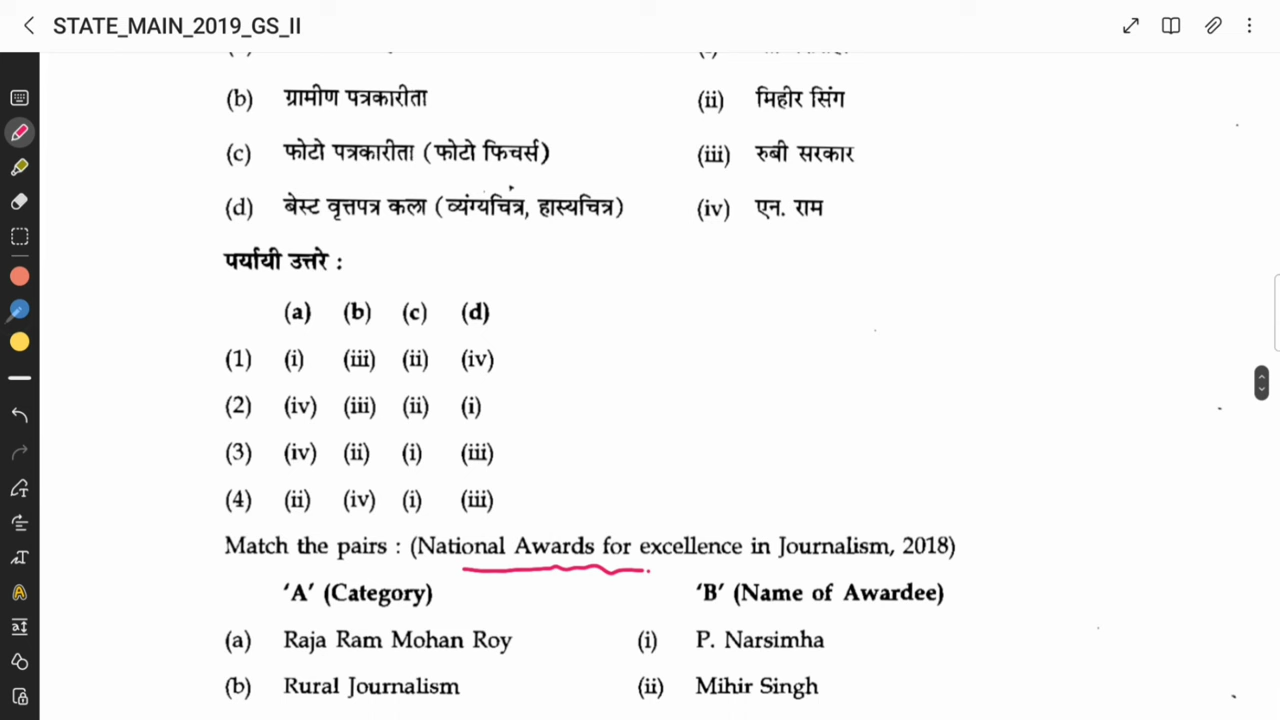 STATE_MAIN_2019_GS_II
(b) ग्रामीण पत्रकारीता (ii) मिहीर सिंग
(c) फोटो पत्रकारीता (फोटो फिचर्स) (iii) रुबी सरकार
(d) बेस्ट वृत्तपत्र कला (व्यंग्यचित्र, हास्यचित्र) (iv) एन. राम
पर्यायी उत्तरे :
(a) (b) (c) (d)
(1) (i) (iii) (ii) (iv)
(2) (iv) (iii) (ii) (i)
(3) (iv) (ii) (i) (iii)
(4) (ii) (iv) (i) (iii)
Match the pairs : (National Awards for excellence in Journalism, 2018)
‘A’ (Category) ‘B’ (Name of Awardee)
(a) Raja Ram Mohan Roy (i) P. Narsimha
(b) Rural Journalism (ii) Mihir Singh